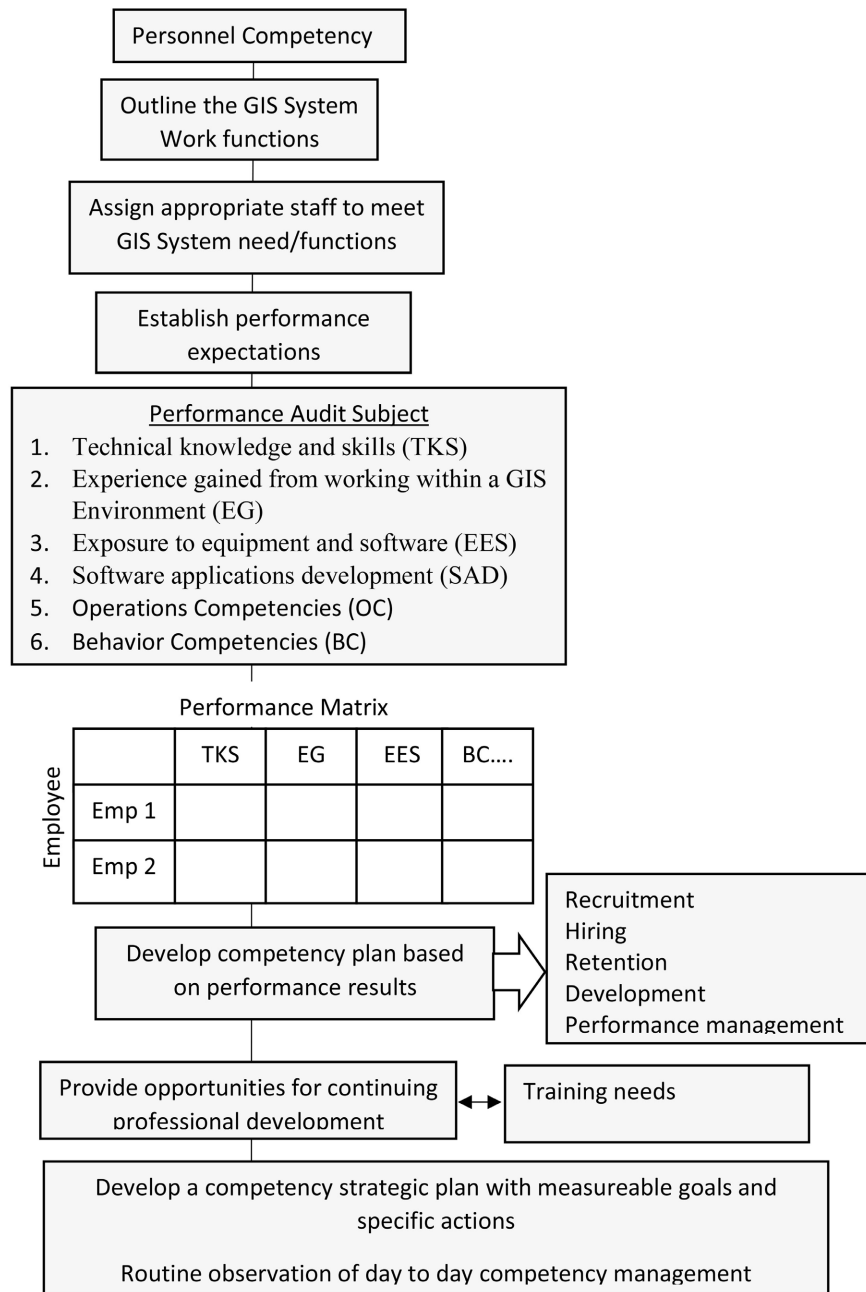 Personnel Competency
Outline the GIS System
Work functions
Assign appropriate staff to meet
GIS System need/functions
Establish performance
expectations
Performance Audit Subject
1. Technical knowledge and skills (TKS)
2. Experience gained from working within a GIS
Environment (EG)
3. Exposure to equipment and software (EES)
4. Software applications development (SAD)
5. Operations Competencies (OC)
6. Behavior Competencies (BC)
Performance Matrix
Employee
TKS EG EES BC....
Emp 1
Emp 2
Develop competency plan based
on performance results
Recruitment
Hiring
Retention
Development
Performance management
Provide opportunities for continuing
professional development
Training needs
Develop a competency strategic plan with measureable goals and
specific actions
Routine observation of day to day competency management